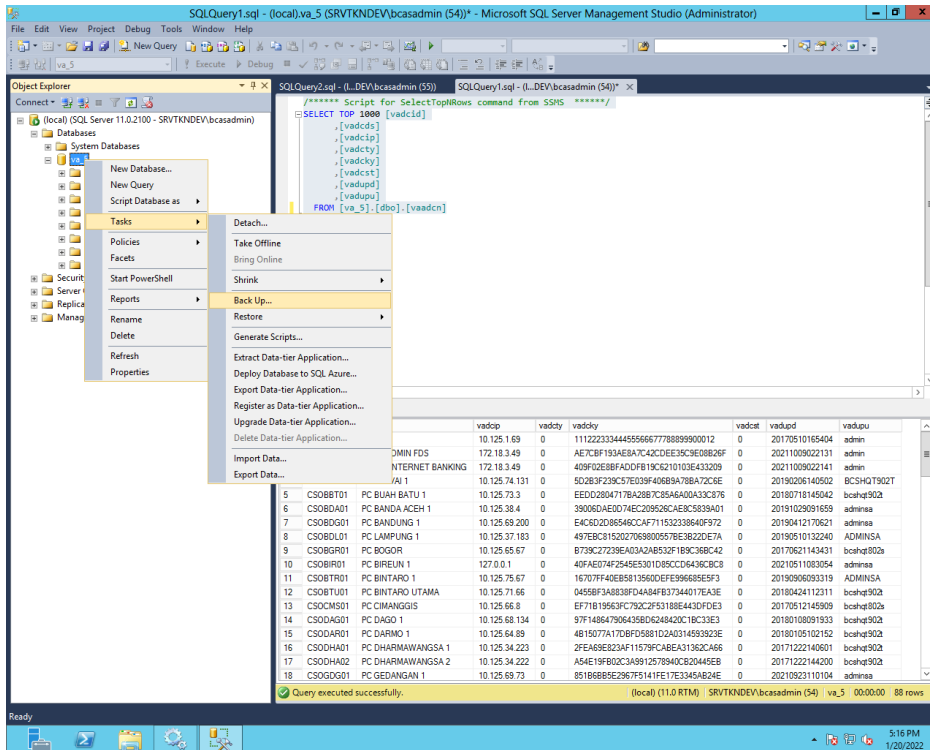 SQLQuery1.sql - (local).va_5 (SRVTKNDEV\bcasadmin (54))* - Microsoft SQL Server Management Studio (Administrator)
File Edit View Project Debug Tools Window Help
New Query
va_5 Execute Debug
Object Explorer
Connect
(local) (SQL Server 11.0.2100 - SRVTKNDEV\bcasadmin)
Databases
System Databases
Securit
Server
Replica
Manag
New Database...
New Query
Script Database as
Tasks
Policies
Facets
Start PowerShell
Reports
Rename
Delete
Refresh
Properties
Detach...
Take Offline
Bring Online
Shrink
Back Up...
Restore
Generate Scripts...
Extract Data-tier Application...
Deploy Database to SQL Azure...
Export Data-tier Application...
Register as Data-tier Application...
Upgrade Data-tier Application...
Delete Data-tier Application...
Import Data...
Export Data...
SQLQuery2.sql - (l...DEV\bcasadmin (55)) SQLQuery1.sql - (l...DEV\bcasadmin (54))*
/****** Script for SelectTopNRows command from SSMS ******/
SELECT TOP 1000 [vadcid]
,[vadcds]
,[vadcip]
,[vadcty]
,[vadcky]
,[vadcst]
,[vadupd]
,[vadupu]
FROM [va_5].[dbo].[vaadcn]
vadcip vadcty vadcky vadcst vadupd vadupu
10.125.1.69 0 11122233344455566677788899900012 0 20170510165404 admin
OMIN FDS 172.18.3.49 0 AE7CBF193AE8A7C42CDEE35C9E08B26F 0 20211009022131 admin
NTERNET BANKING 172.18.3.49 0 409F02E8BFADDFB19C6210103E433209 0 20211009022141 admin
VAI 1 10.125.74.131 0 5D2B3F239C57E039F406B9A78BA72C6E 0 20190206140502 BCSHQT902T
5 CSOBBT01 PC BUAH BATU 1 10.125.73.3 0 EEDD2804717BA28B7C85A6A00A33C876 0 20180718145042 bcshqt902t
6 CSOBDA01 PC BANDA ACEH 1 10.125.38.4 0 39006DAE0D74EC209526CAE8C5839A01 0 20191029091659 adminsa
7 CSOBDG01 PC BANDUNG 1 10.125.69.200 0 E4C6D2D86546CCAF711532338640F972 0 20190412170621 adminsa
8 CSOBDL01 PC LAMPUNG 1 10.125.37.183 0 497EBC8152027069800557BE3B22DE7A 0 20190510132240 ADMINSA
9 CSOBGR01 PC BOGOR 10.125.65.67 0 B739C27239EA03A2AB532F1B9C36BC42 0 20170621143431 bcshqt802s
10 CSOBIR01 PC BIREUN 1 127.0.0.1 0 40FAE074F2545E5301D85CCD6436CBC8 0 20210511083054 adminsa
11 CSOBTR01 PC BINTARO 1 10.125.75.67 0 16707FF40EB5813560DEFE996685E5F3 0 20190906093319 ADMINSA
12 CSOBTU01 PC BINTARO UTAMA 10.125.71.66 0 0455BF3A8838FD4A84FB37344017EA3E 0 20180424112311 bcshqt902t
13 CSOCMS01 PC CIMANGGIS 10.125.66.8 0 EF71B19563FC792C2F53188E443DFDE3 0 20170512145909 bcshqt802s
14 CSODAG01 PC DAGO 1 10.125.68.134 0 97F148647906435BD6248420C1BC33E3 0 20180108091933 bcshqt902t
15 CSODAR01 PC DARMO 1 10.125.64.89 0 4B15077A17DBFD5881D2A0314593923E 0 20180105102152 bcshqt902t
16 CSODHA01 PC DHARMAWANGSA 1 10.125.34.223 0 2FEA69E823AF11579FCABEA31362CA66 0 20171222140601 bcshqt902t
17 CSODHA02 PC DHARMAWANGSA 2 10.125.34.222 0 A54E19FB02C3A9912578940CB20445EB 0 20171222144200 bcshqt902t
18 CSOGDG01 PC GEDANGAN 1 10.125.69.73 0 851B6BB5E2967F5141FE17E3345AB24E 0 20210923110104 adminsa
Query executed successfully. (local) (11.0 RTM) SRVTKNDEV\bcasadmin (54) va_5 00:00:00 88 rows
Ready
5:16 PM
1/20/2022